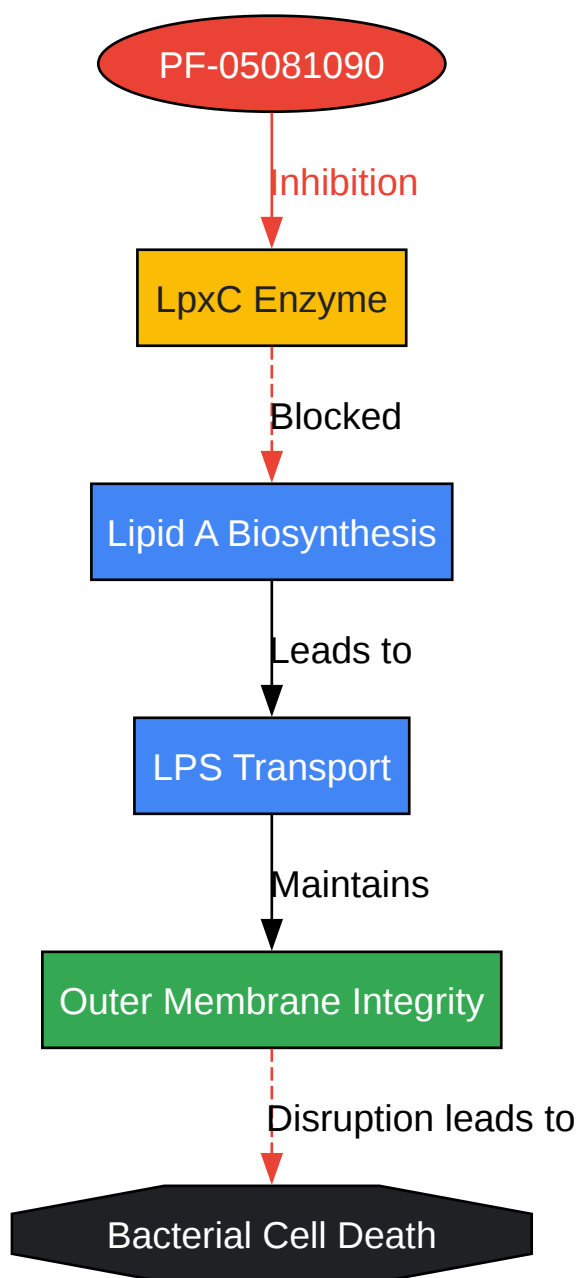 PF-05081090
Inhibition
LpxC Enzyme
Blocked
Lipid A Biosynthesis
Leads to
LPS Transport
Maintains
Outer Membrane Integrity
Disruption leads to
Bacterial Cell Death